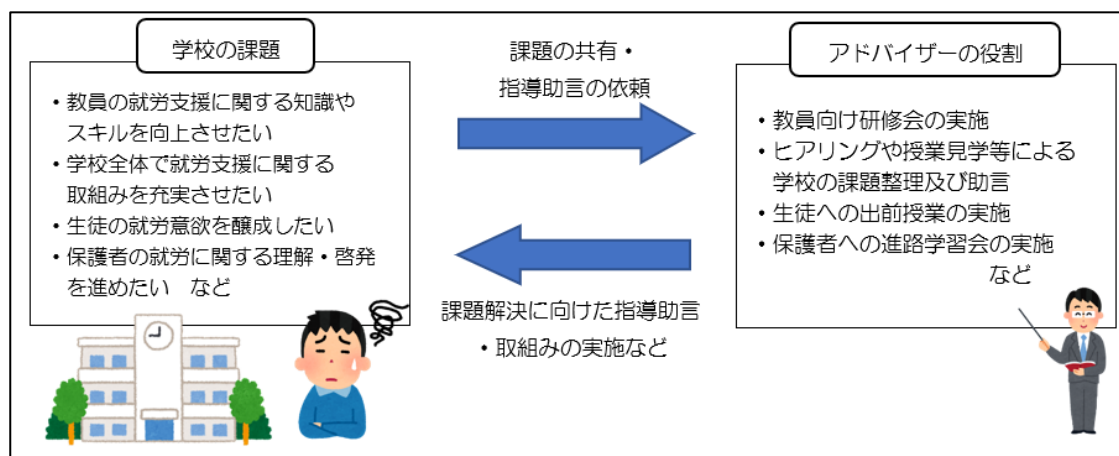 学校の課題
・教員の就労支援に関する知識や
スキルを向上させたい
・学校全体で就労支援に関する
取組みを充実させたい
・生徒の就労意欲を醸成したい
・保護者の就労に関する理解・啓発
を進めたい　など
課題の共有・
指導助言の依頼
課題解決に向けた指導助言
・取組みの実施など
アドバイザーの役割
・教員向け研修会の実施
・ヒアリングや授業見学等による
学校の課題整理及び助言
・生徒への出前授業の実施
・保護者への進路学習会の実施
など